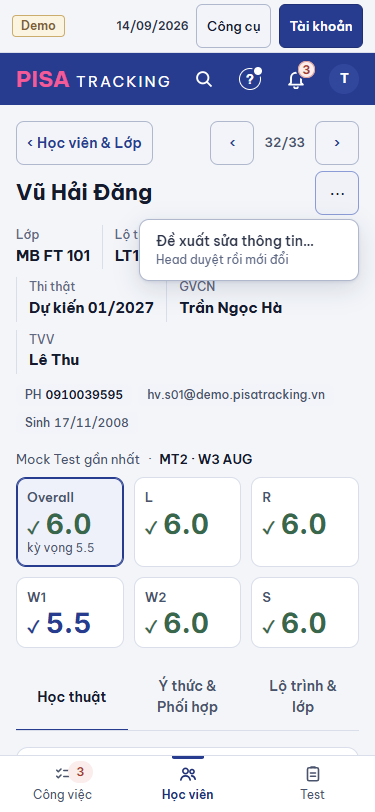 Demo
14/09/2026
Công cụ
Tài khoản
PISA TRACKING
?
3
T
‹ Học viên & Lớp
‹
32/33
›
Vũ Hải Đăng
...
Đề xuất sửa thông tin...
Head duyệt rồi mới đổi
Lớp
MB FT 101
Lộ
LT1
Thi thật
Dự kiến 01/2027
GVCN
Trần Ngọc Hà
TVV
Lê Thu
PH 0910039595
hv.s01@demo.pisatracking.vn
Sinh 17/11/2008
Mock Test gần nhất · MT2 · W3 AUG
Overall
✓ 6.0
kỳ vọng 5.5
L
✓ 6.0
R
✓ 6.0
W1
✓ 5.5
W2
✓ 6.0
S
✓ 6.0
Học thuật
Ý thức &
Phối hợp
Lộ trình &
lớp
3
Công việc
Học viên
Test